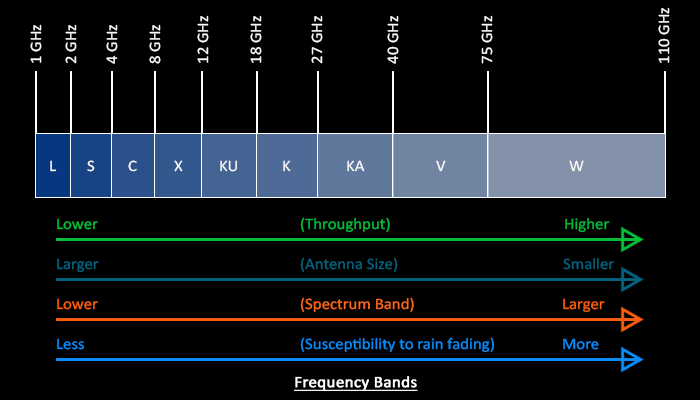 1 GHz 2 GHz 4 GHz 8 GHz 12 GHz 18 GHz 27 GHz 40 GHz 75 GHz 110 GHz
L S C X KU K KA V W
Lower (Throughput) Higher
Larger (Antenna Size) Smaller
Lower (Spectrum Band) Larger
Less (Susceptibility to rain fading) More
Frequency Bands